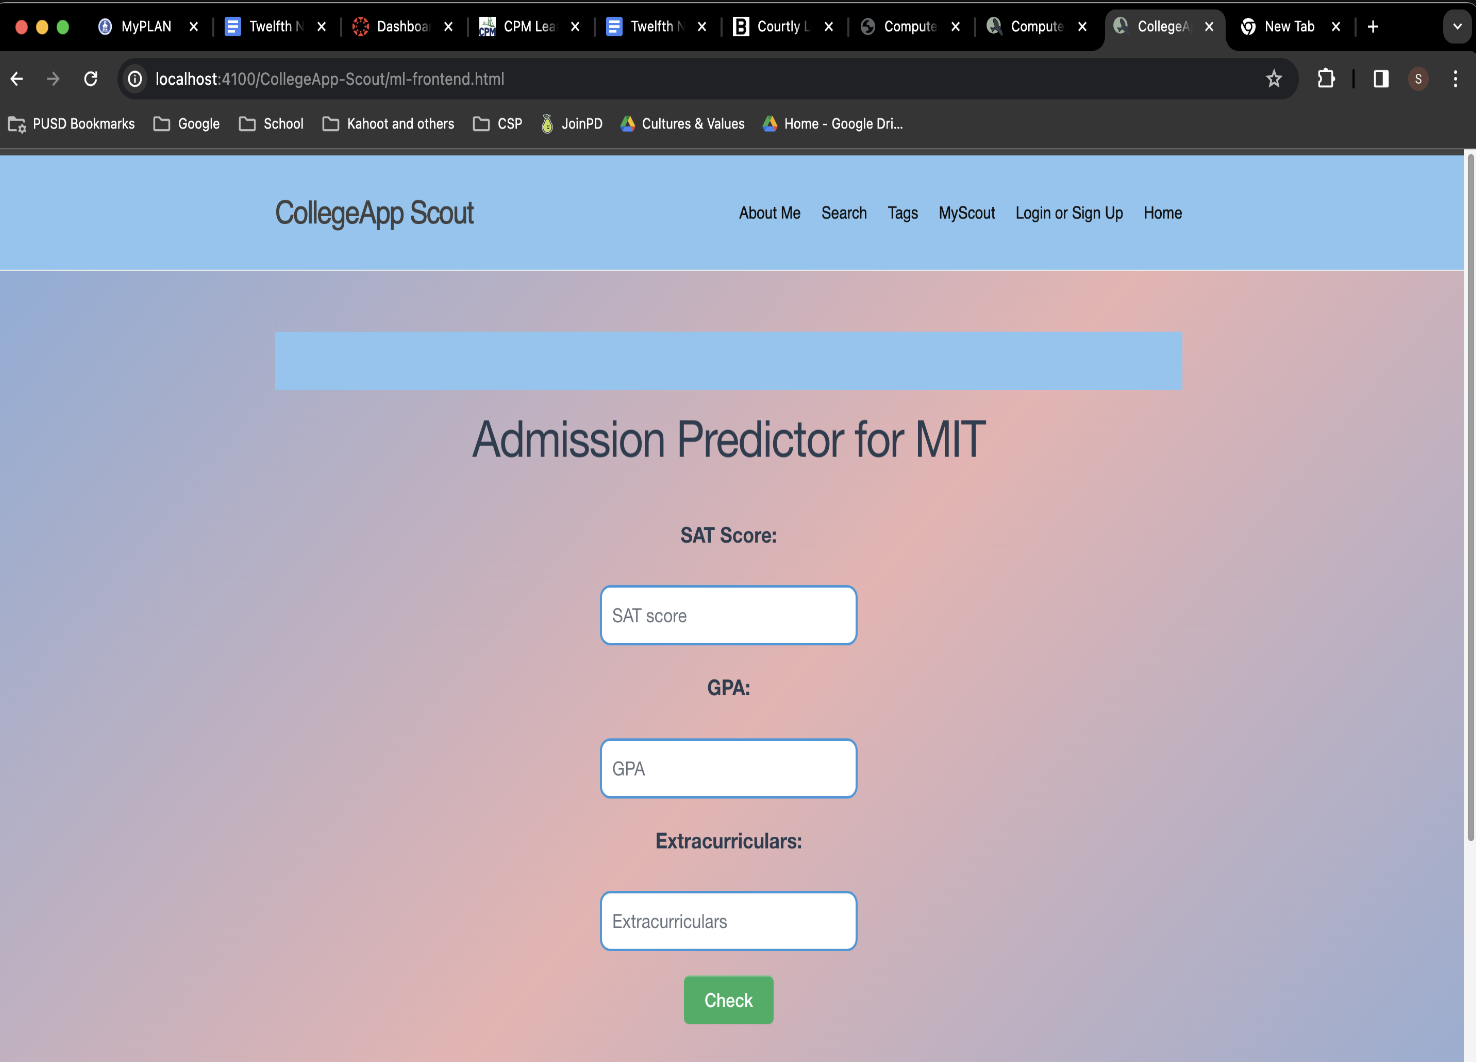 MyPLAN Twelfth N Dashboa CPM Lea Twelfth N Courtly L Compute Compute CollegeA New Tab
localhost:4100/CollegeApp-Scout/ml-frontend.html S
PUSD Bookmarks Google School Kahoot and others CSP JoinPD Cultures & Values Home - Google Dri...
CollegeApp Scout About Me Search Tags MyScout Login or Sign Up Home
Admission Predictor for MIT
SAT Score:
SAT score
GPA:
GPA
Extracurriculars:
Extracurriculars
Check